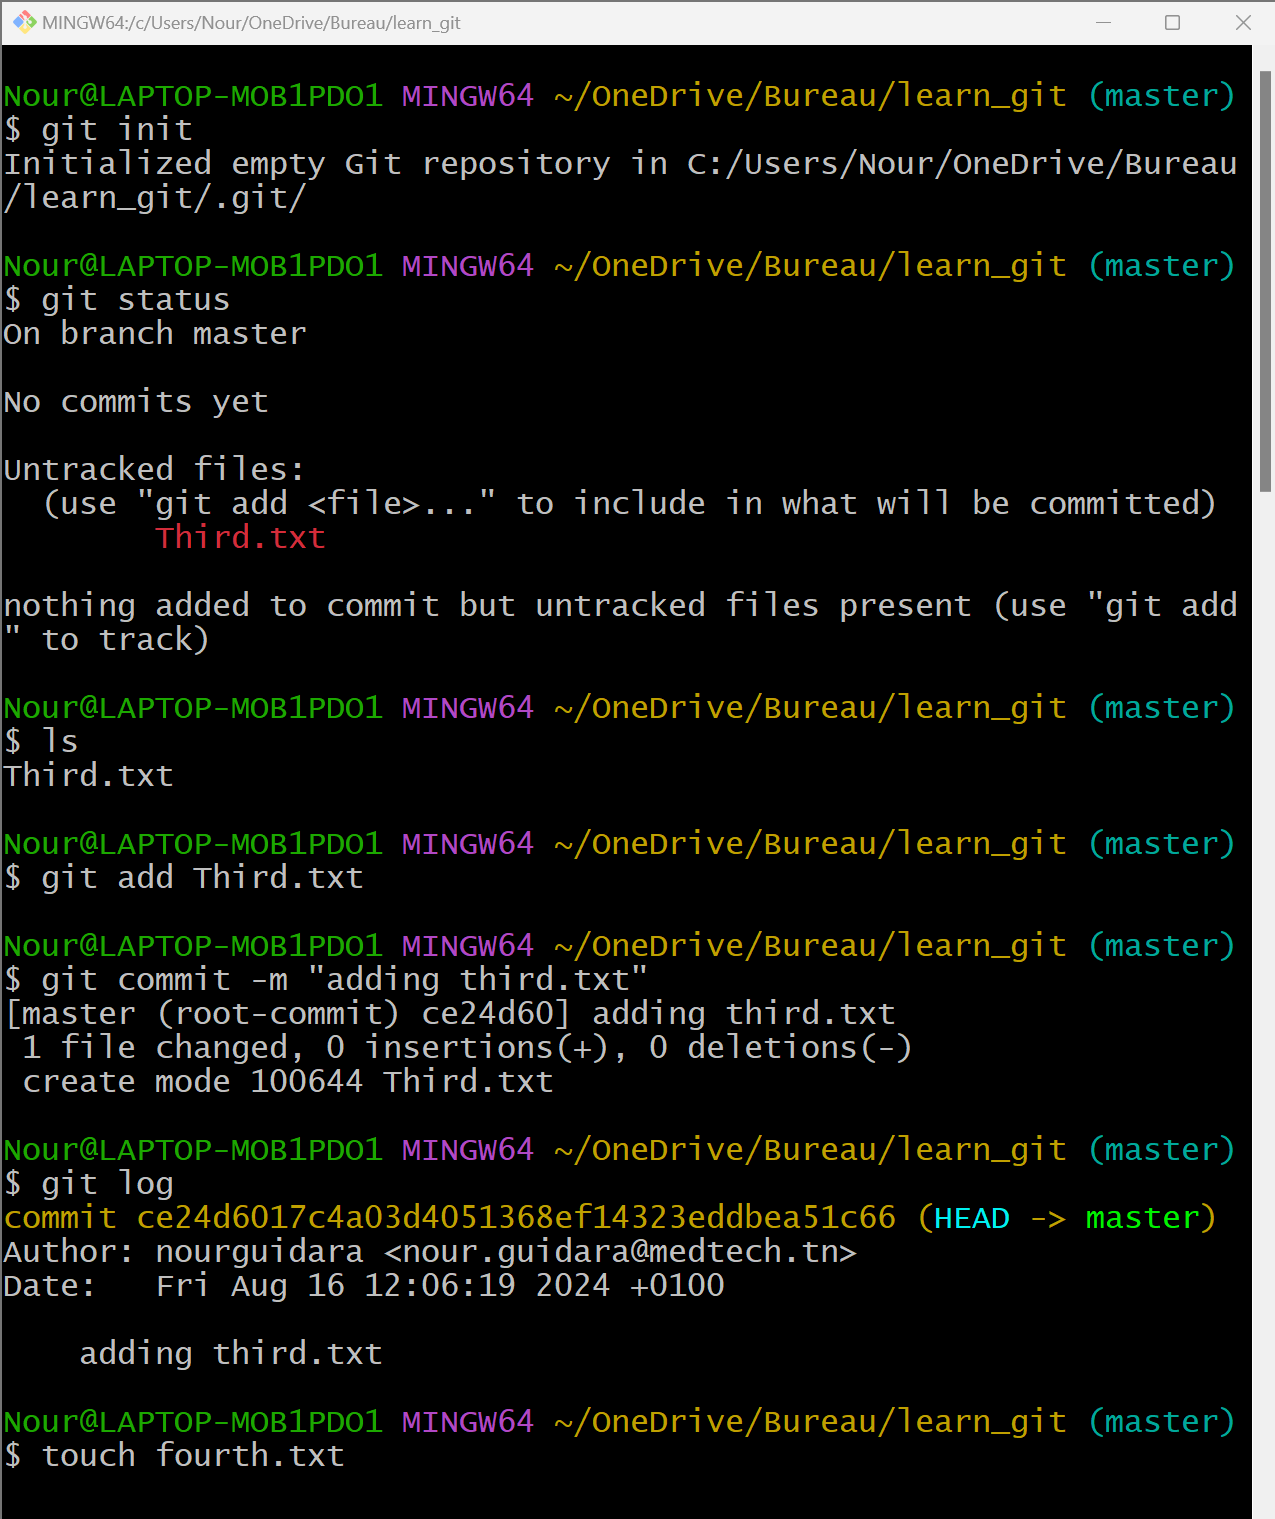 MINGW64:/c/Users/Nour/OneDrive/Bureau/learn_git
Nour@LAPTOP-MOB1PDO1 MINGW64 ~/OneDrive/Bureau/learn_git (master)
$ git init
Initialized empty Git repository in C:/Users/Nour/OneDrive/Bureau
/learn_git/.git/
Nour@LAPTOP-MOB1PDO1 MINGW64 ~/OneDrive/Bureau/learn_git (master)
$ git status
On branch master
No commits yet
Untracked files:
  (use "git add <file>..." to include in what will be committed)
        Third.txt
nothing added to commit but untracked files present (use "git add
" to track)
Nour@LAPTOP-MOB1PDO1 MINGW64 ~/OneDrive/Bureau/learn_git (master)
$ ls
Third.txt
Nour@LAPTOP-MOB1PDO1 MINGW64 ~/OneDrive/Bureau/learn_git (master)
$ git add Third.txt
Nour@LAPTOP-MOB1PDO1 MINGW64 ~/OneDrive/Bureau/learn_git (master)
$ git commit -m "adding third.txt"
[master (root-commit) ce24d60] adding third.txt
 1 file changed, 0 insertions(+), 0 deletions(-)
 create mode 100644 Third.txt
Nour@LAPTOP-MOB1PDO1 MINGW64 ~/OneDrive/Bureau/learn_git (master)
$ git log
commit ce24d6017c4a03d4051368ef14323eddbea51c66 (HEAD -> master)
Author: nourguidara <nour.guidara@medtech.tn>
Date:   Fri Aug 16 12:06:19 2024 +0100
    adding third.txt
Nour@LAPTOP-MOB1PDO1 MINGW64 ~/OneDrive/Bureau/learn_git (master)
$ touch fourth.txt